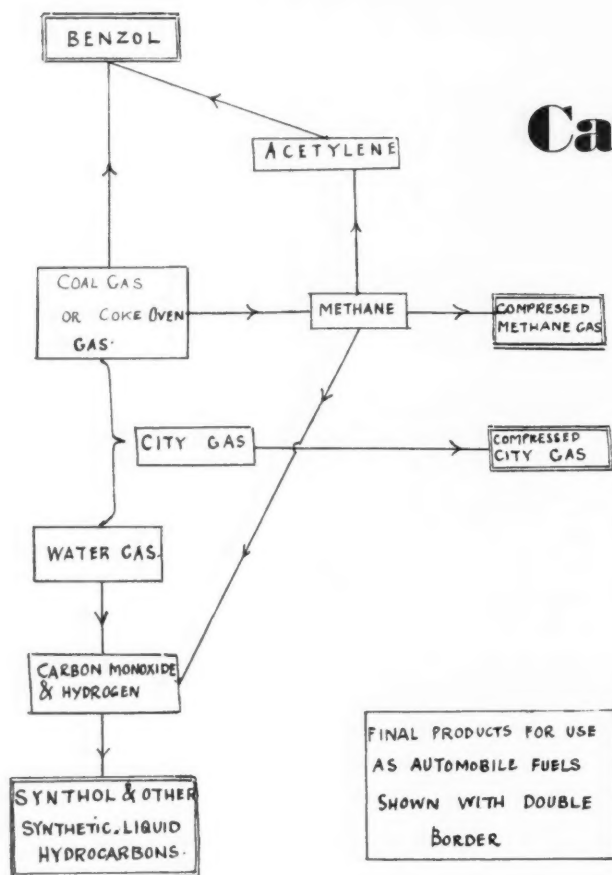 BENZOL
Ca
ACETYLENE
COAL GAS
OR COKE OVEN
GAS.
METHANE
COMPRESSED
METHANE GAS
CITY GAS
COMPRESSED
CITY GAS
WATER GAS.
CARBON MONOXIDE
& HYDROGEN
SYNTHOL & OTHER
SYNTHETIC-LIQUID
HYDROCARBONS.
FINAL PRODUCTS FOR USE
AS AUTOMOBILE FUELS
SHOWN WITH DOUBLE
BORDER